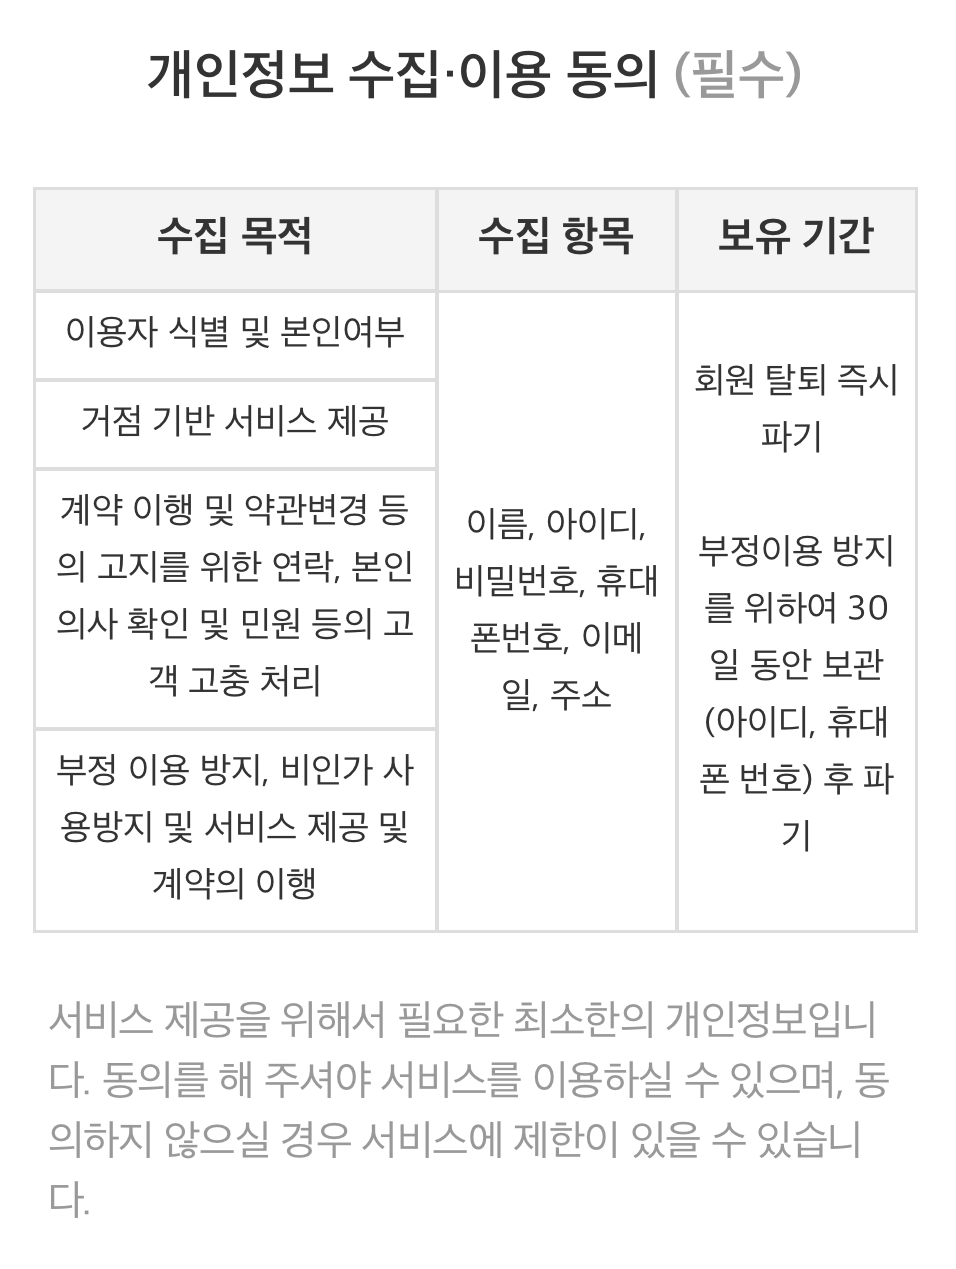 개인정보 수집·이용 동의 (필수)
수집 목적
수집 항목
보유 기간
이용자 식별 및 본인여부
거점 기반 서비스 제공
계약 이행 및 약관변경 등
의 고지를 위한 연락, 본인
의사 확인 및 민원 등의 고
객 고충 처리
부정 이용 방지, 비인가 사
용방지 및 서비스 제공 및
계약의 이행
이름, 아이디,
비밀번호, 휴대
폰번호, 이메
일, 주소
회원 탈퇴 즉시
파기
부정이용 방지
를 위하여 30
일 동안 보관
(아이디, 휴대
폰 번호) 후 파
기
서비스 제공을 위해서 필요한 최소한의 개인정보입니
다. 동의를 해 주셔야 서비스를 이용하실 수 있으며, 동
의하지 않으실 경우 서비스에 제한이 있을 수 있습니
다.